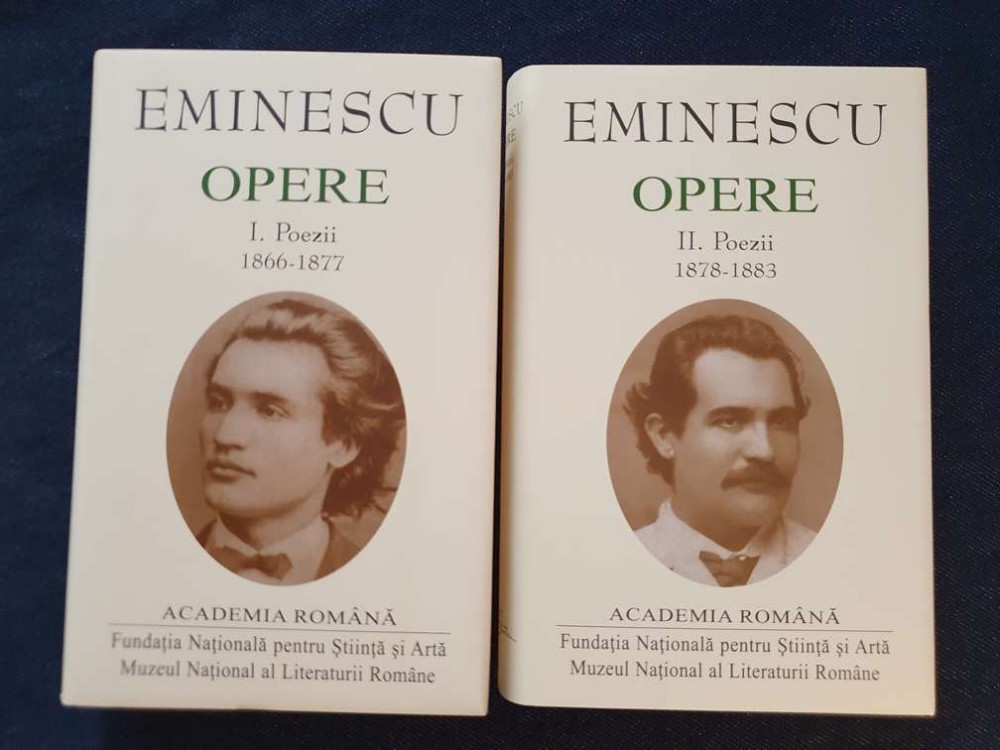 EMINESCU
OPERE
I. Poezii
1866-1877
ACADEMIA ROMÂNĂ
Fundația Națională pentru Știință și Artă
Muzeul Național al Literaturii Române
EMINESCU
OPERE
II. Poezii
1878-1883
ACADEMIA ROMÂNĂ
Fundația Națională pentru Știință și Artă
Muzeul Național al Literaturii Române